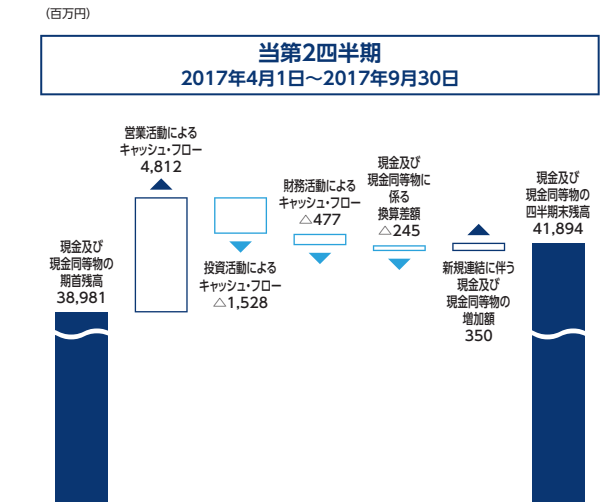 (百万円)
当第2四半期
2017年4月1日～2017年9月30日
現金及び
現金同等物の
期首残高
38,981
営業活動による
キャッシュ・フロー
4,812
投資活動による
キャッシュ・フロー
△1,528
財務活動による
キャッシュ・フロー
△477
現金及び
現金同等物に
係る
換算差額
△245
新規連結に伴う
現金及び
現金同等物の
増加額
350
現金及び
現金同等物の
四半期末残高
41,894